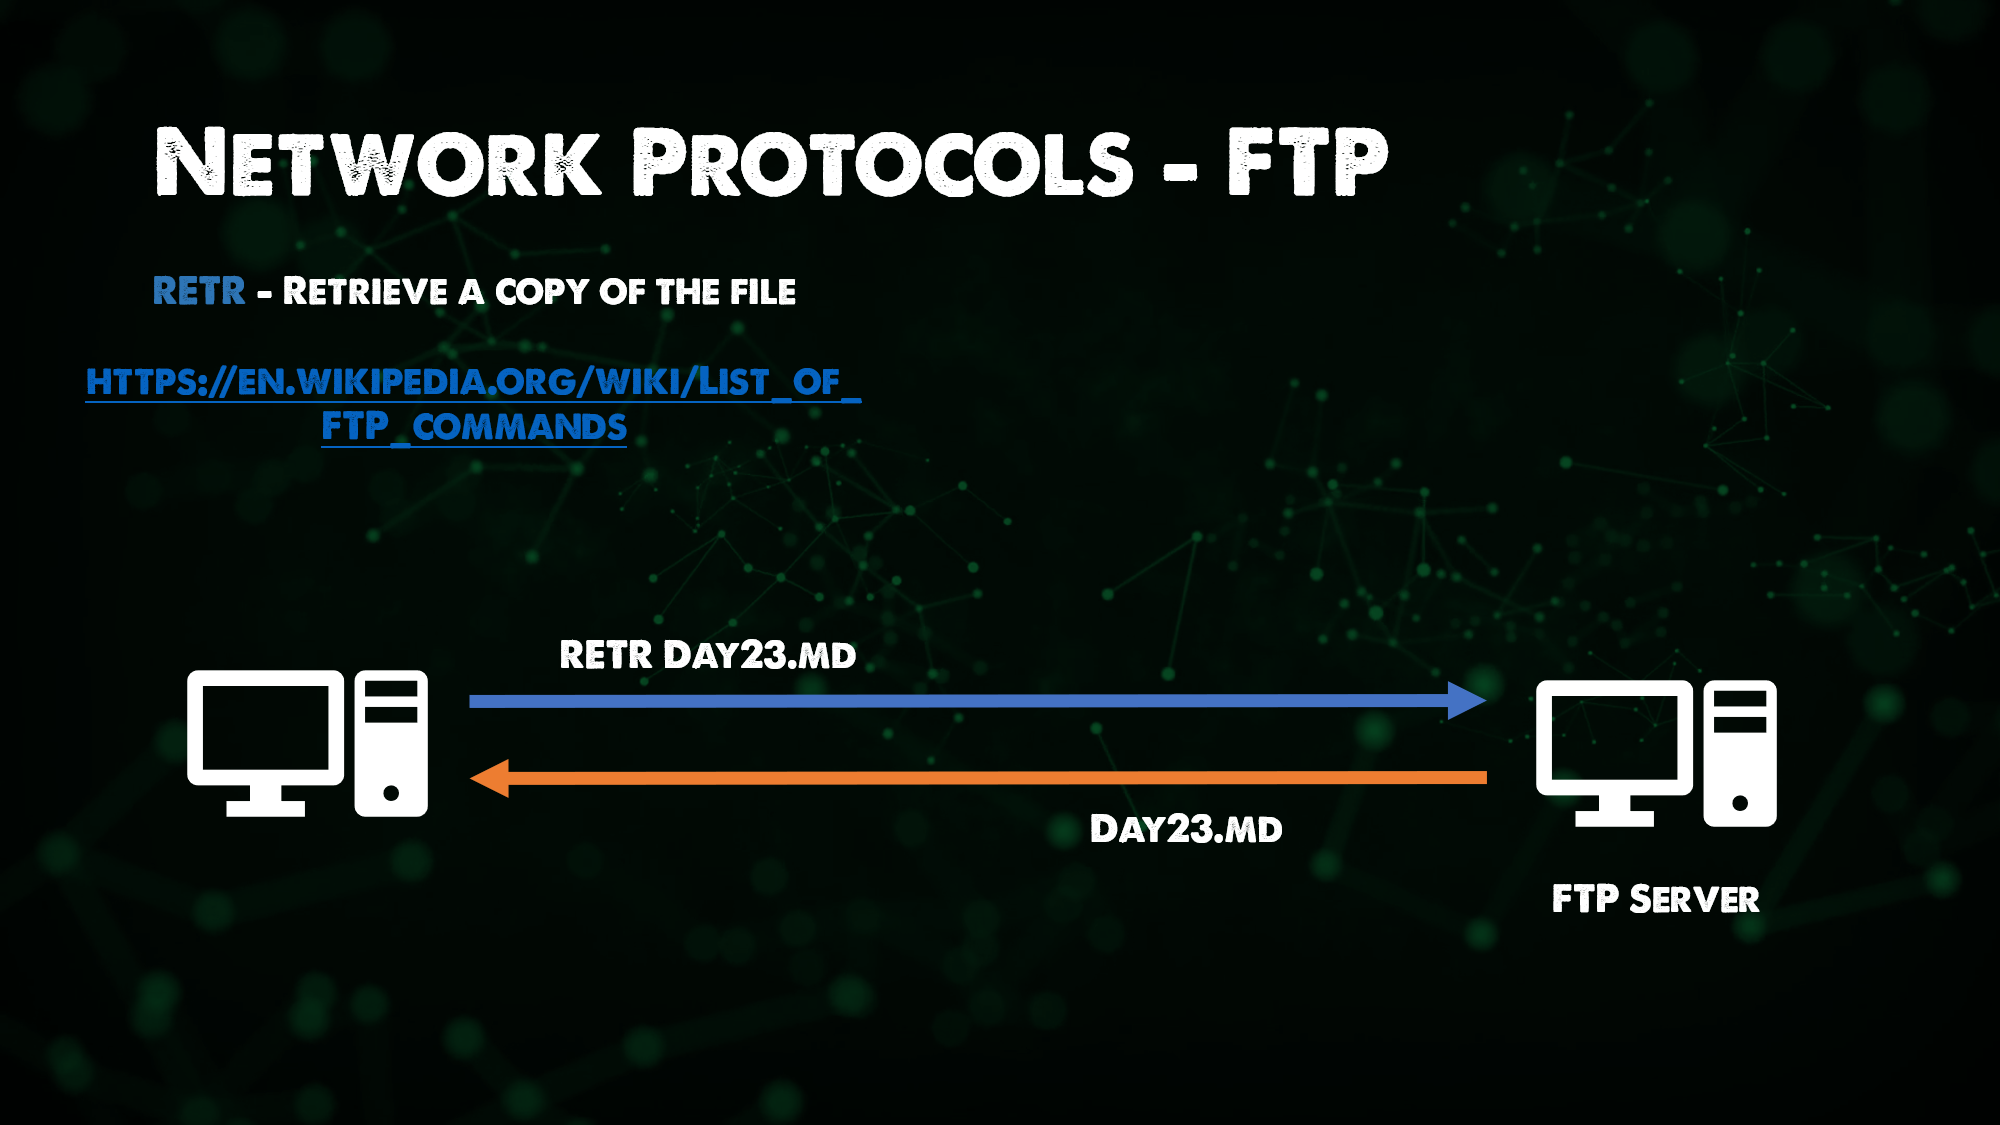 Network Protocols - FTP
RETR - Retrieve a copy of the file
https://en.wikipedia.org/wiki/List_of_
FTP_commands
RETR Day23.md
Day23.md
FTP Server